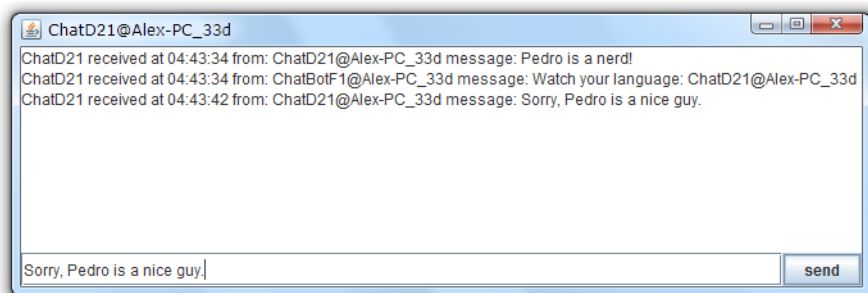 ChatD21@Alex-PC_33d
ChatD21 received at 04:43:34 from: ChatD21@Alex-PC_33d message: Pedro is a nerd!
ChatD21 received at 04:43:34 from: ChatBotF1@Alex-PC_33d message: Watch your language: ChatD21@Alex-PC_33d
ChatD21 received at 04:43:42 from: ChatD21@Alex-PC_33d message: Sorry, Pedro is a nice guy.
Sorry, Pedro is a nice guy. send